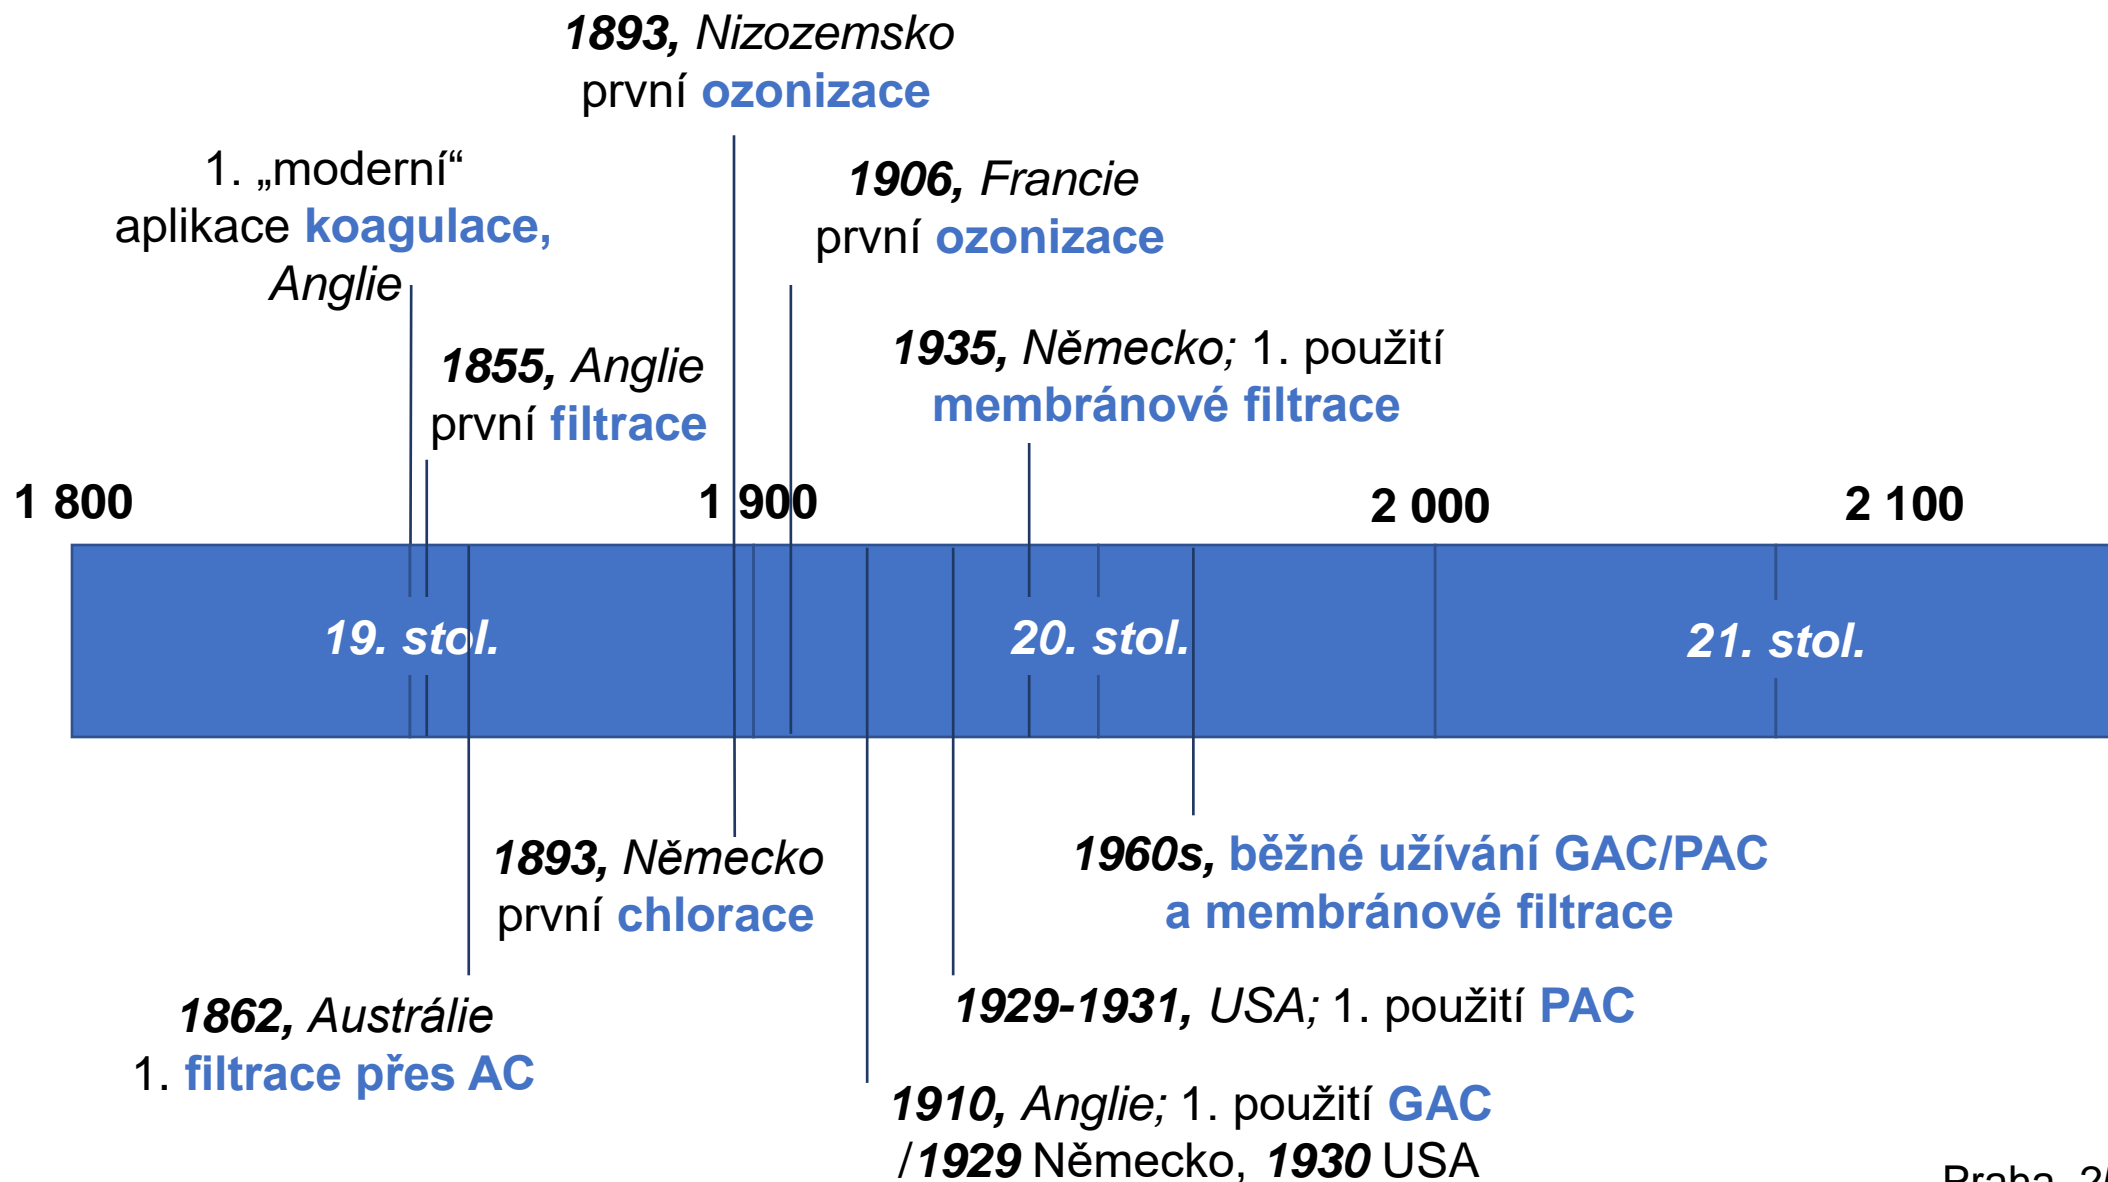 1893, Nizozemsko
první ozonizace
1. „moderní“
aplikace koagulace,
Anglie
1906, Francie
první ozonizace
1855, Anglie
první filtrace
1935, Německo; 1. použití
membránové filtrace
1 800
1 900
2 000
2 100
19. stol.
20. stol.
21. stol.
1893, Německo
první chlorace
1960s, běžné užívání GAC/PAC
a membránové filtrace
1862, Austrálie
1. filtrace přes AC
1929-1931, USA; 1. použití PAC
1910, Anglie; 1. použití GAC
/1929 Německo, 1930 USA
Praha,